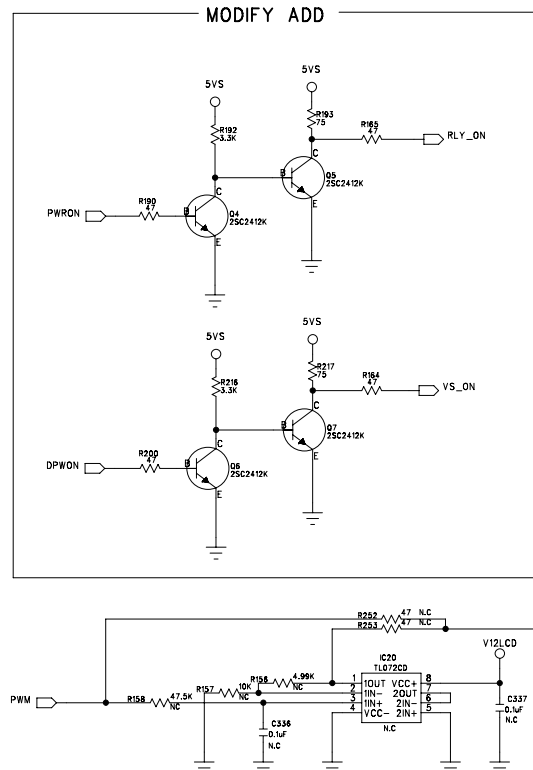 MODIFY ADD
5VS
5VS
R193
75
R192
3.3K
R165
47
RLY_ON
C
B
Q5
2SC2412K
E
C
R190
47
B
Q4
2SC2412K
PWRON
E
5VS
5VS
R217
75
R216
3.3K
R164
47
VS_ON
C
B
Q7
2SC2412K
E
C
R200
47
B
Q6
2SC2412K
DPWON
E
R252 47 N.C
R253 47 N.C
V12LCD
IC20
TL072CD
R156 4.99K
NC
R157 10K
NC
1 1OUT VCC+ 8
2 1IN- 2OUT 7
3 1IN+ 2IN- 6
4 VCC- 2IN+ 5
N.C
PWM
R158 47.5K
NC
C336
0.1uF
N.C
C337
0.1uF
N.C